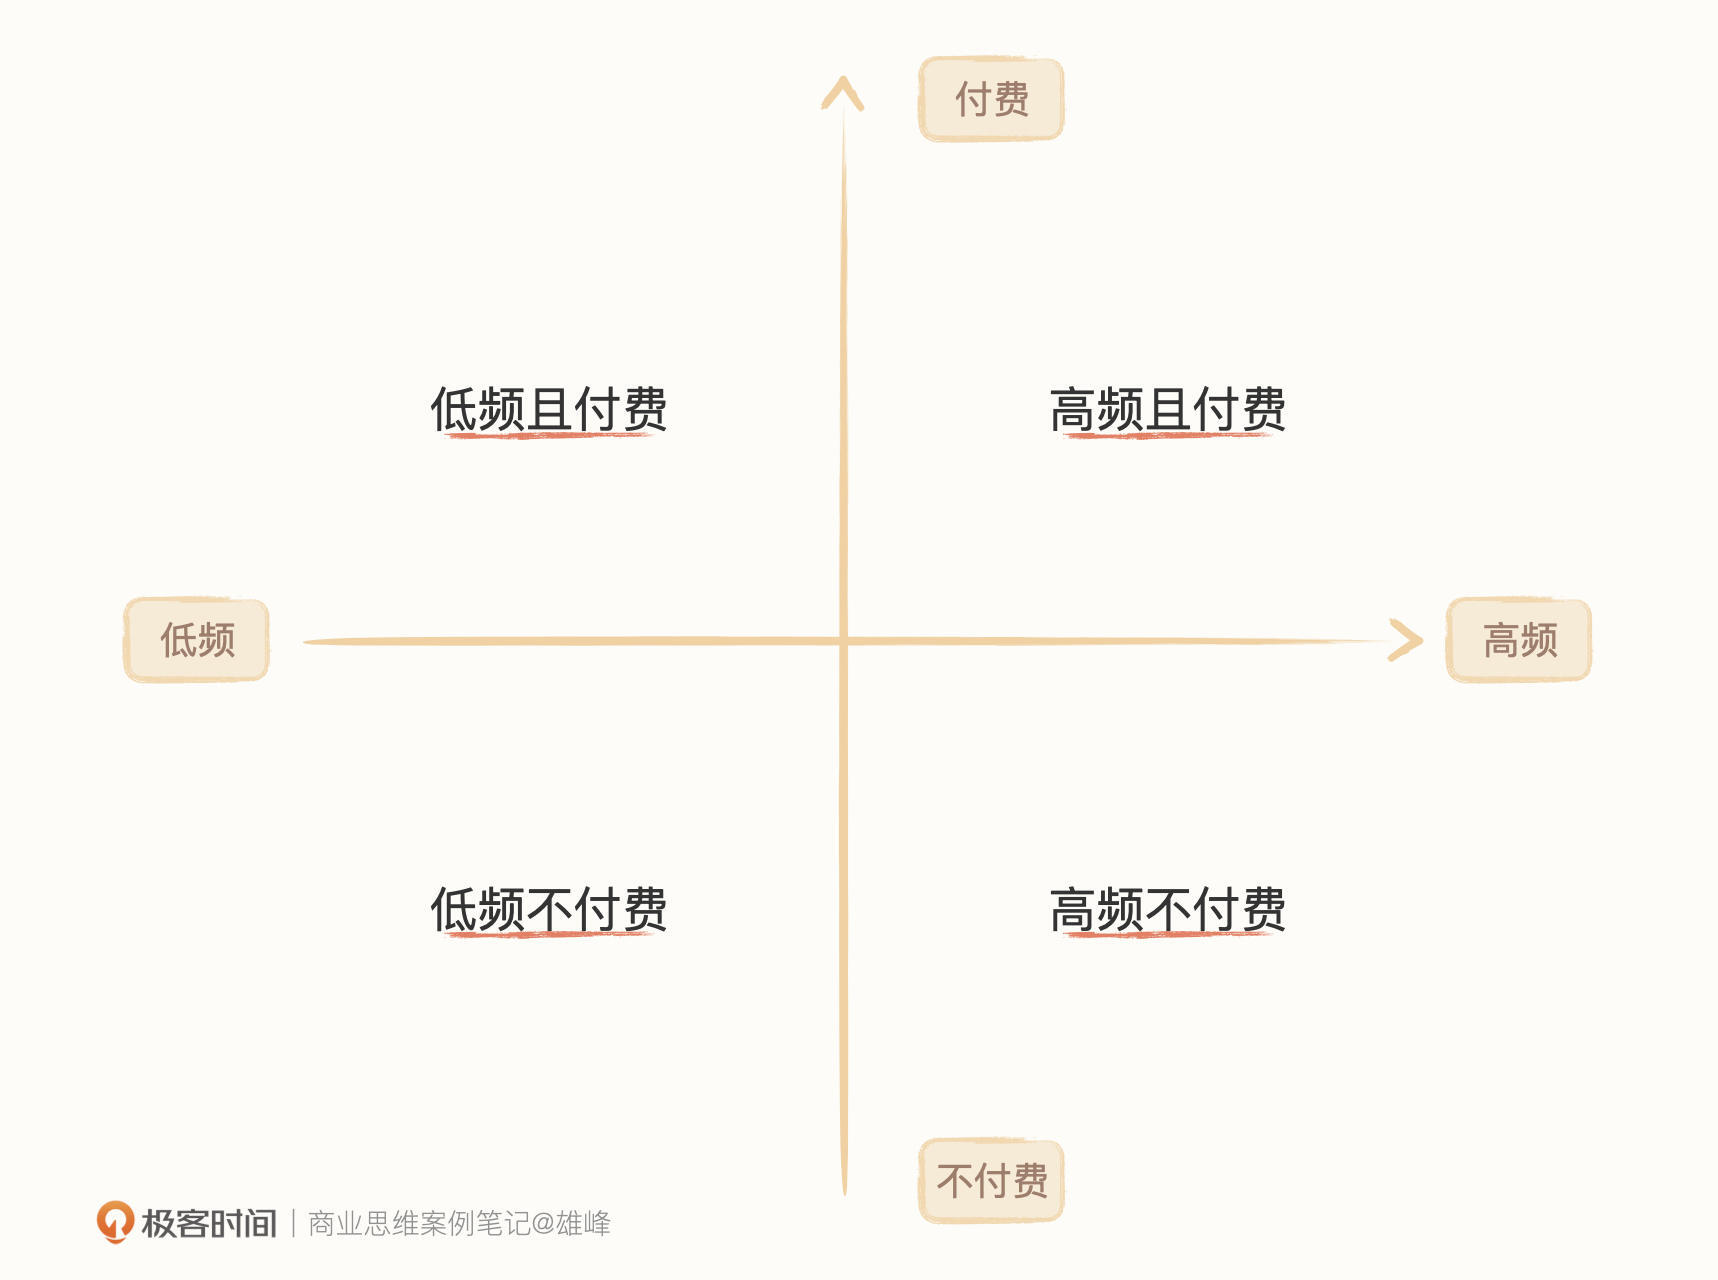 付费
低频且付费
高频且付费
低频
高频
低频不付费
高频不付费
不付费
极客时间 | 商业思维案例笔记@雄峰